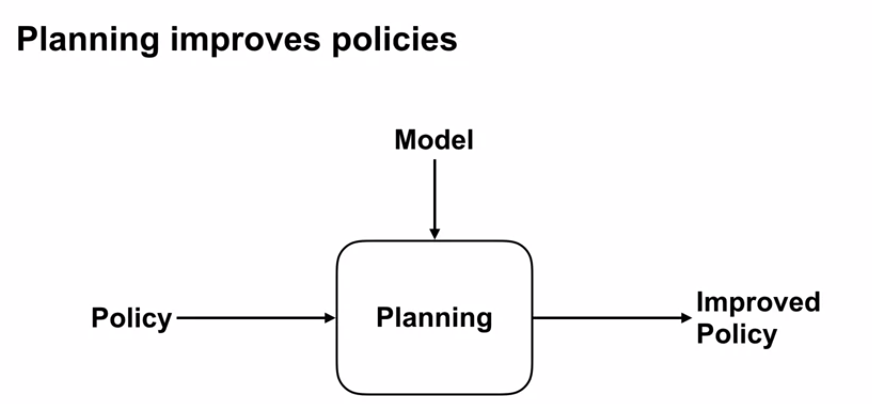 Planning improves policies
Model
Policy
Planning
Improved
Policy